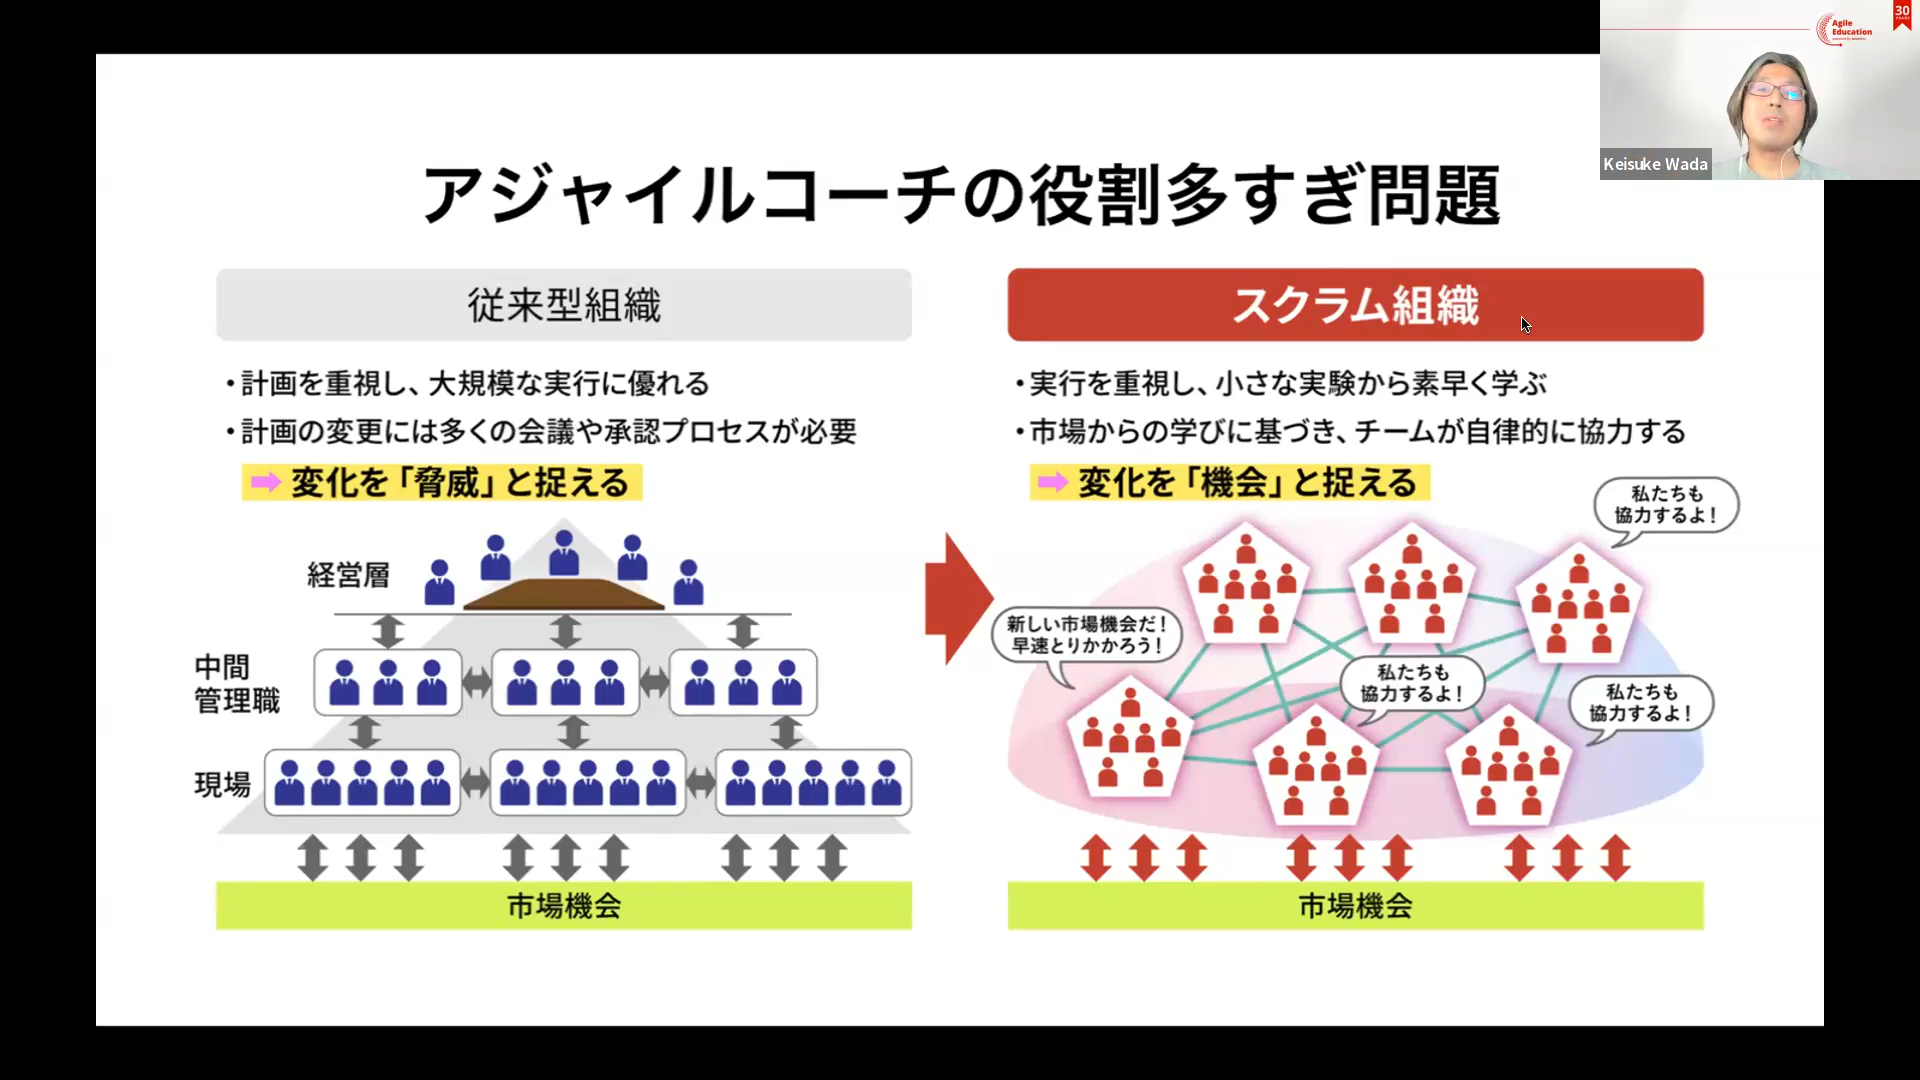 30
YEARS
Agile
Education
Keisuke Wada
アジャイルコーチの役割多すぎ問題
従来型組織
・計画を重視し、大規模な実行に優れる
・計画の変更には多くの会議や承認プロセスが必要
変化を「脅威」と捉える
経営層
中間
管理職
現場
市場機会
スクラム組織
・実行を重視し、小さな実験から素早く学ぶ
・市場からの学びに基づき、チームが自律的に協力する
変化を「機会」と捉える
私たちも
協力するよ!
新しい市場機会だ!
早速とりかかろう!
私たちも
協力するよ!
私たちも
協力するよ!
市場機会